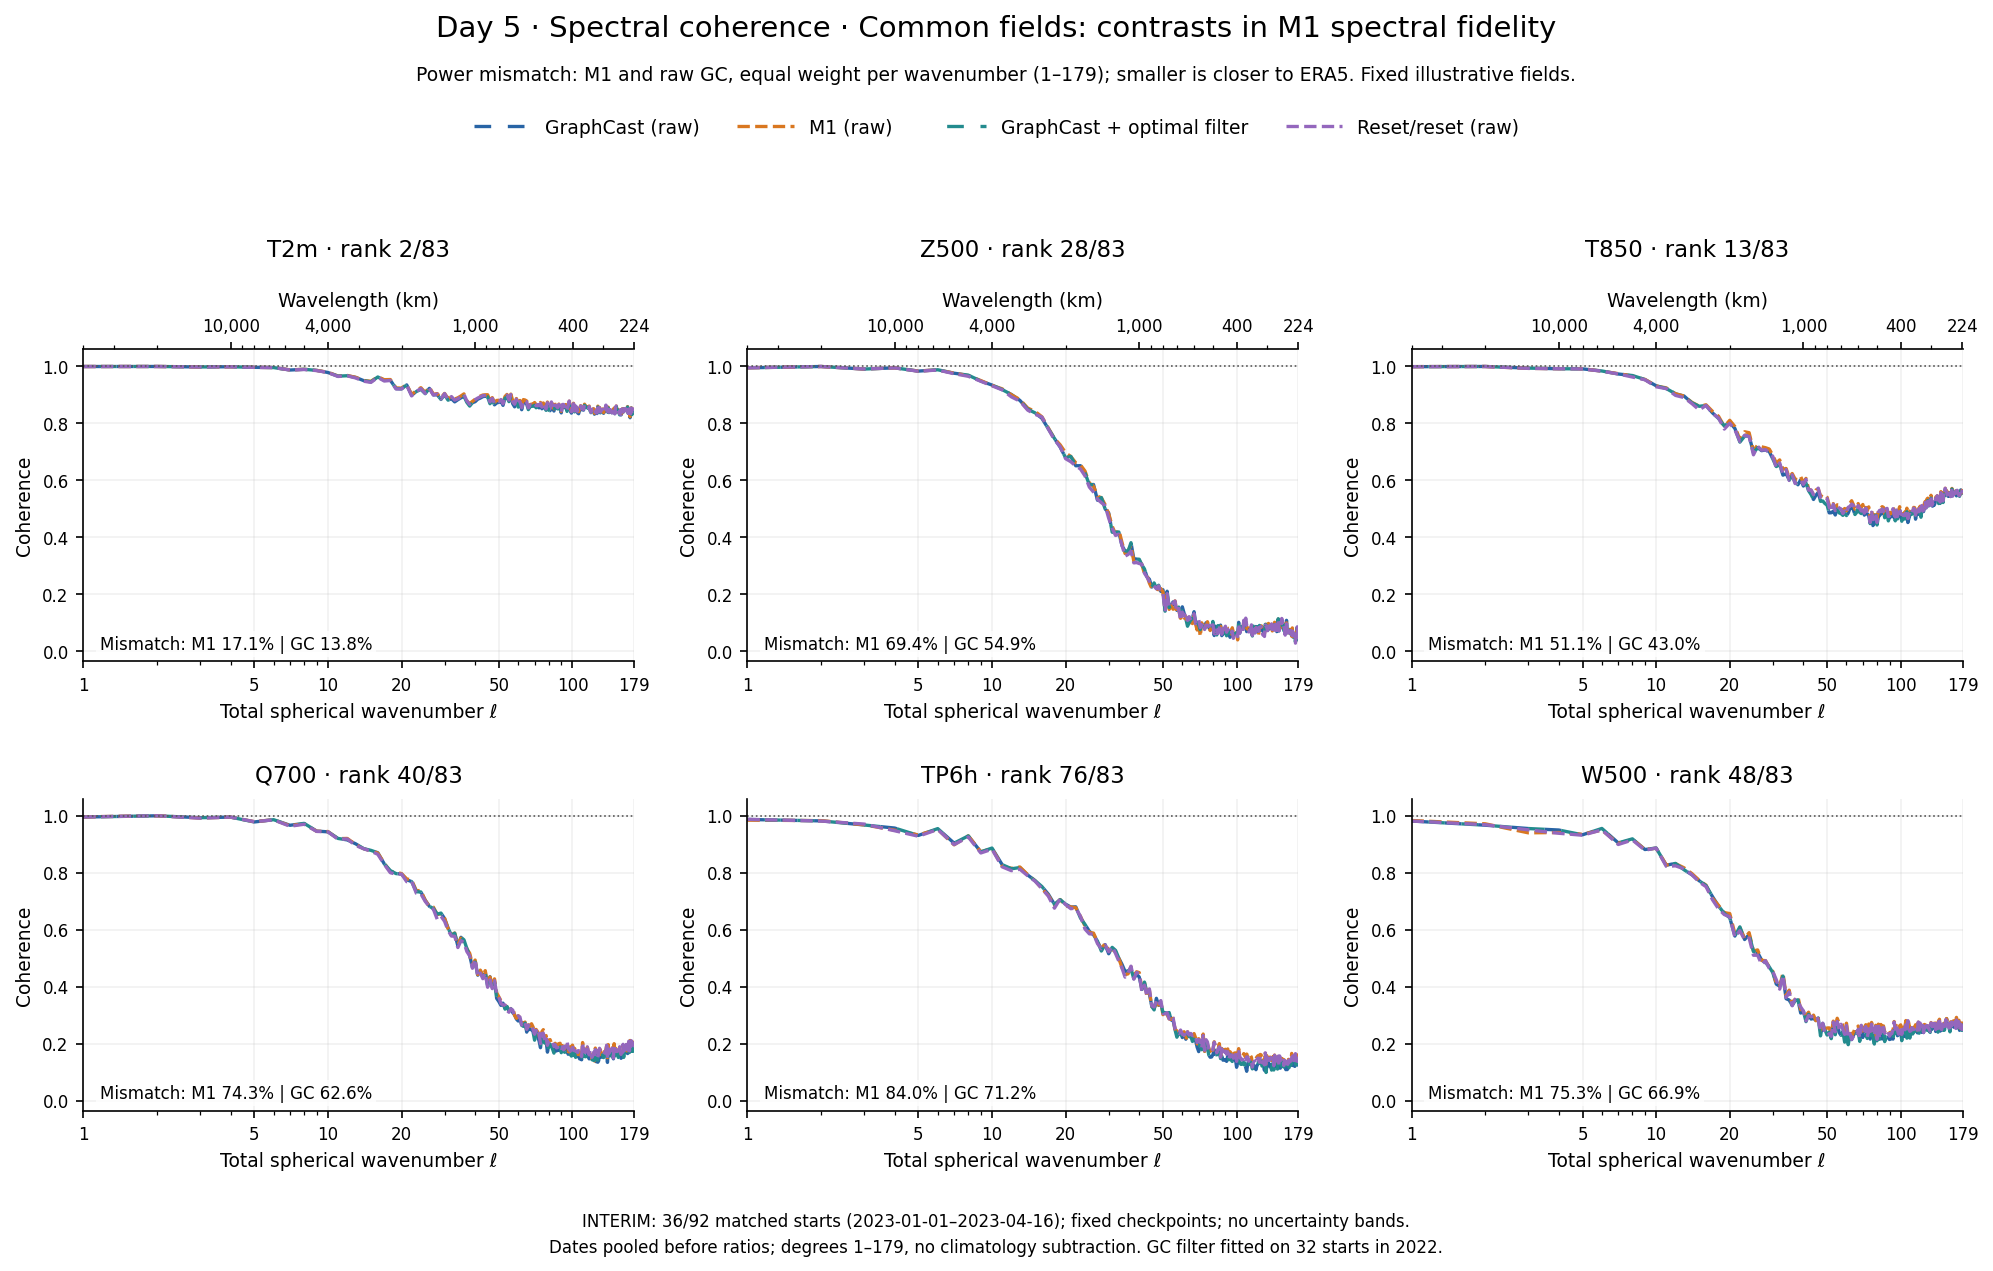 Day 5 · Spectral coherence · Common fields: contrasts in M1 spectral fidelity
Power mismatch: M1 and raw GC, equal weight per wavenumber (1–179); smaller is closer to ERA5. Fixed illustrative fields.
GraphCast (raw) M1 (raw) GraphCast + optimal filter Reset/reset (raw)
T2m · rank 2/83
Wavelength (km)
10,000 4,000 1,000 400 224
Coherence
1.0
0.8
0.6
0.4
0.2
0.0
Mismatch: M1 17.1% | GC 13.8%
1 5 10 20 50 100 179
Total spherical wavenumber ℓ
Z500 · rank 28/83
Wavelength (km)
10,000 4,000 1,000 400 224
Coherence
1.0
0.8
0.6
0.4
0.2
0.0
Mismatch: M1 69.4% | GC 54.9%
1 5 10 20 50 100 179
Total spherical wavenumber ℓ
T850 · rank 13/83
Wavelength (km)
10,000 4,000 1,000 400 224
Coherence
1.0
0.8
0.6
0.4
0.2
0.0
Mismatch: M1 51.1% | GC 43.0%
1 5 10 20 50 100 179
Total spherical wavenumber ℓ
Q700 · rank 40/83
Coherence
1.0
0.8
0.6
0.4
0.2
0.0
Mismatch: M1 74.3% | GC 62.6%
1 5 10 20 50 100 179
Total spherical wavenumber ℓ
TP6h · rank 76/83
Coherence
1.0
0.8
0.6
0.4
0.2
0.0
Mismatch: M1 84.0% | GC 71.2%
1 5 10 20 50 100 179
Total spherical wavenumber ℓ
W500 · rank 48/83
Coherence
1.0
0.8
0.6
0.4
0.2
0.0
Mismatch: M1 75.3% | GC 66.9%
1 5 10 20 50 100 179
Total spherical wavenumber ℓ
INTERIM: 36/92 matched starts (2023-01-01–2023-04-16); fixed checkpoints; no uncertainty bands.
Dates pooled before ratios; degrees 1–179, no climatology subtraction. GC filter fitted on 32 starts in 2022.